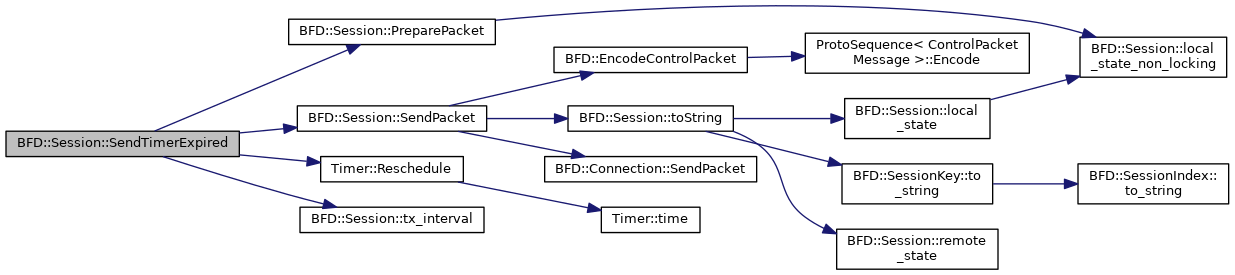 BFD::Session::SendTimerExpired
BFD::Session::PreparePacket
BFD::Session::SendPacket
Timer::Reschedule
BFD::Session::tx_interval
BFD::EncodeControlPacket
BFD::Session::toString
BFD::Connection::SendPacket
Timer::time
ProtoSequence< ControlPacket
Message >::Encode
BFD::Session::local
_state
BFD::SessionKey::to
_string
BFD::Session::remote
_state
BFD::Session::local
_state_non_locking
BFD::SessionIndex::
to_string